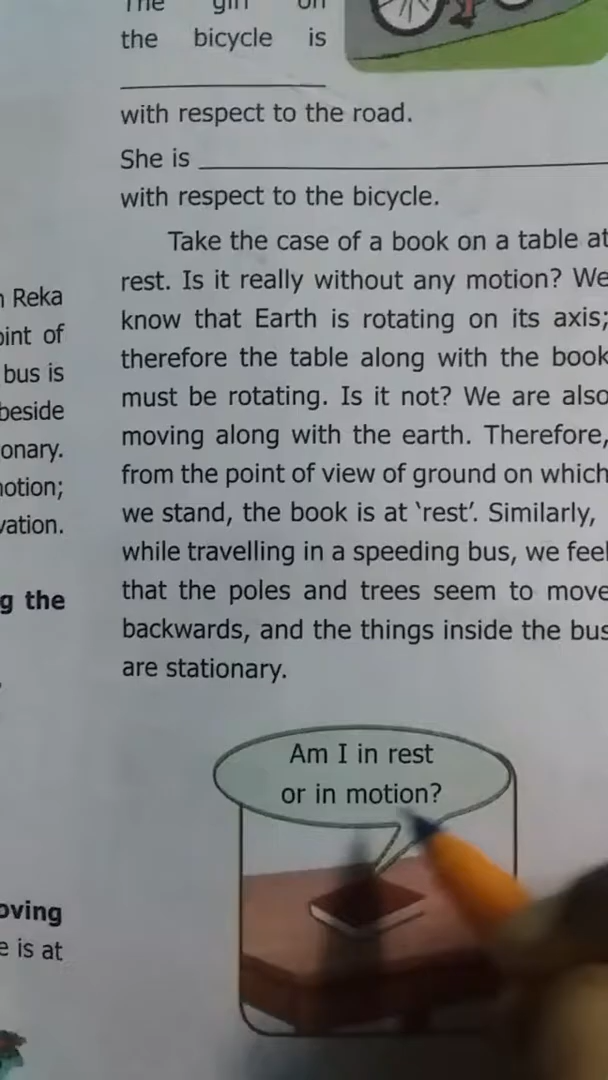 the bicycle is
with respect to the road.
She is
with respect to the bicycle.
Take the case of a book on a table at
rest. Is it really without any motion? We
know that Earth is rotating on its axis;
therefore the table along with the book
must be rotating. Is it not? We are also
moving along with the earth. Therefore,
from the point of view of ground on which
we stand, the book is at ‘rest’. Similarly,
while travelling in a speeding bus, we feel
that the poles and trees seem to move
backwards, and the things inside the bus
are stationary.
Am I in rest
or in motion?
Reka
of
bus is
beside
g the
e is at